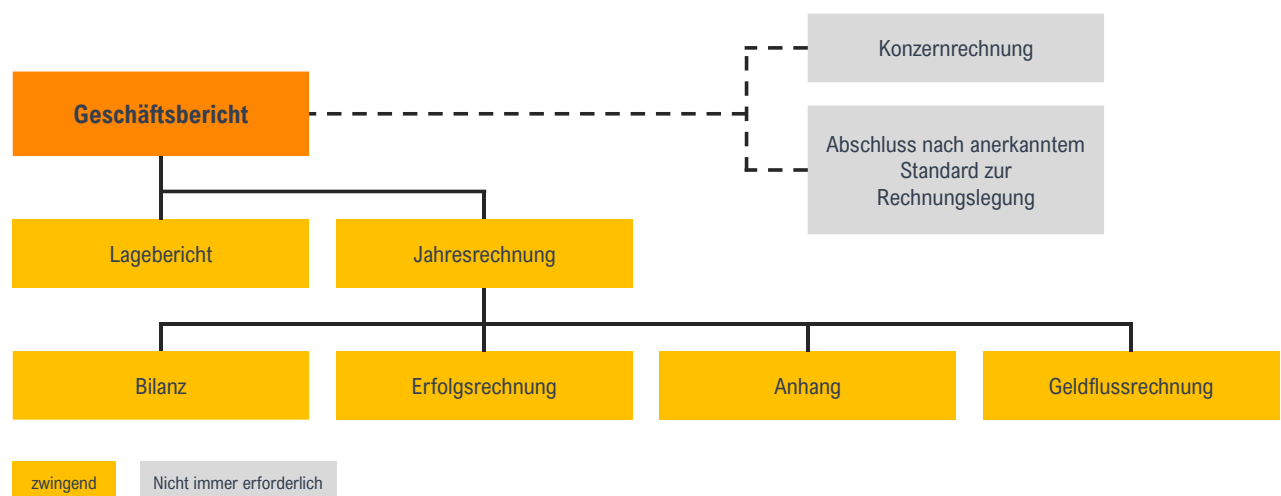 Konzernrechnung
Geschäftsbericht
Abschluss nach anerkanntem
Standard zur
Rechnungslegung
Lagebericht
Jahresrechnung
Bilanz
Erfolgsrechnung
Anhang
Geldflussrechnung
zwingend
Nicht immer erforderlich